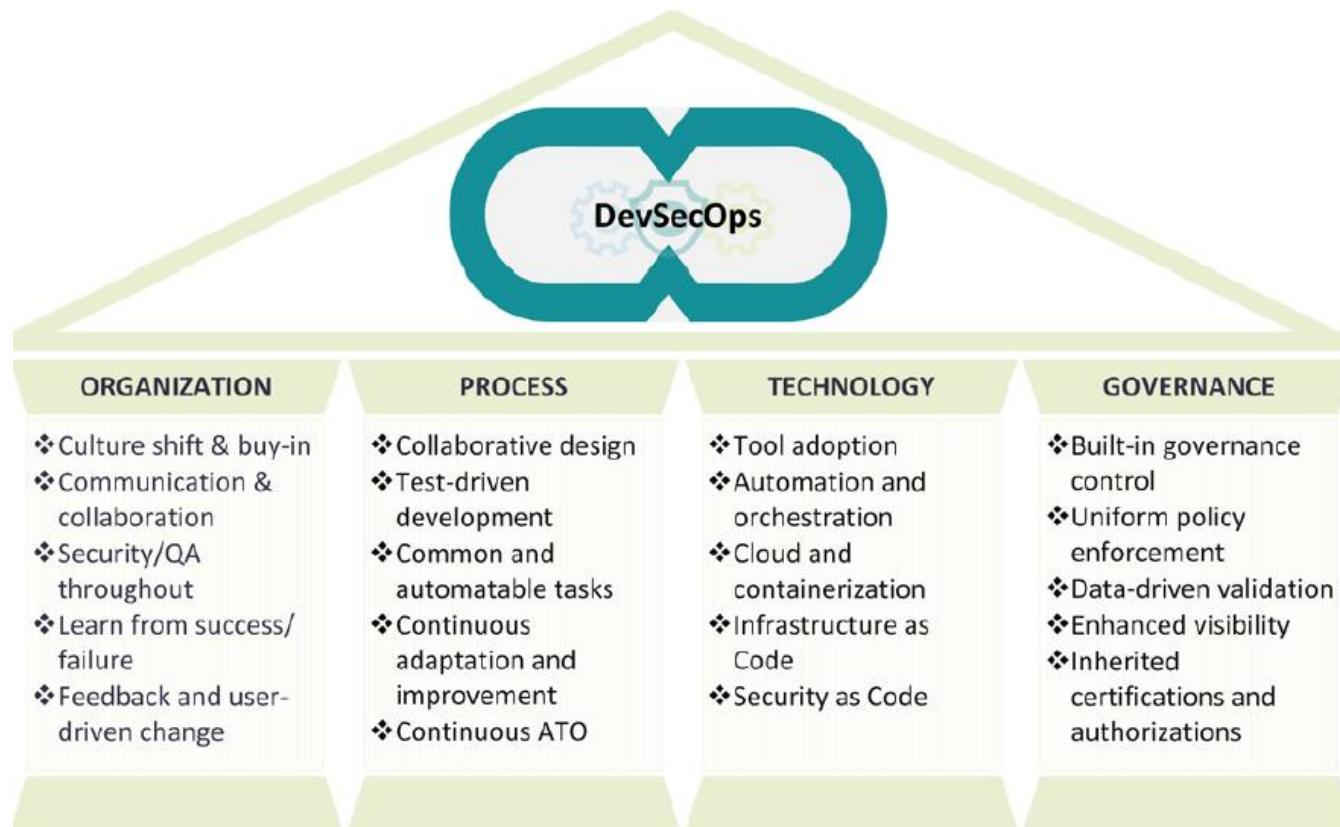 DevSecOps
ORGANIZATION
❖Culture shift & buy-in
❖Communication &
collaboration
❖Security/QA
throughout
❖Learn from success/
failure
❖Feedback and user-
driven change
PROCESS
❖Collaborative design
❖Test-driven
development
❖Common and
automatable tasks
❖Continuous
adaptation and
improvement
❖Continuous ATO
TECHNOLOGY
❖Tool adoption
❖Automation and
orchestration
❖Cloud and
containerization
❖Infrastructure as
Code
❖Security as Code
GOVERNANCE
❖Built-in governance
control
❖Uniform policy
enforcement
❖Data-driven validation
❖Enhanced visibility
❖Inherited
certifications and
authorizations